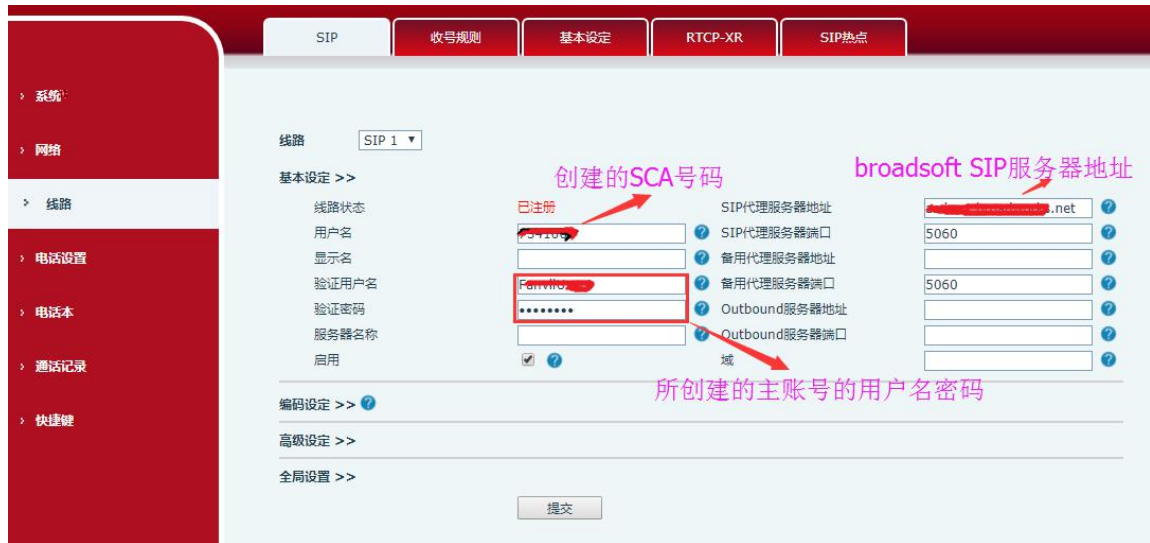 SIP 收号规则 基本设定 RTCP-XR SIP热点
› 系统
› 网络
› 线路
› 电话设置
› 电话本
› 通话记录
› 快捷键
线路 SIP 1
基本设定 >>
创建的SCA号码
broadsoft SIP服务器地址
线路状态 已注册 SIP代理服务器地址 .net
用户名 SIP代理服务器端口 5060
显示名 备用代理服务器地址
验证用户名 备用代理服务器端口 5060
验证密码 •••••••• Outbound服务器地址
服务器名称 Outbound服务器端口
启用 域
所创建的主账号的用户名密码
编码设定 >>
高级设定 >>
全局设置 >>
提交